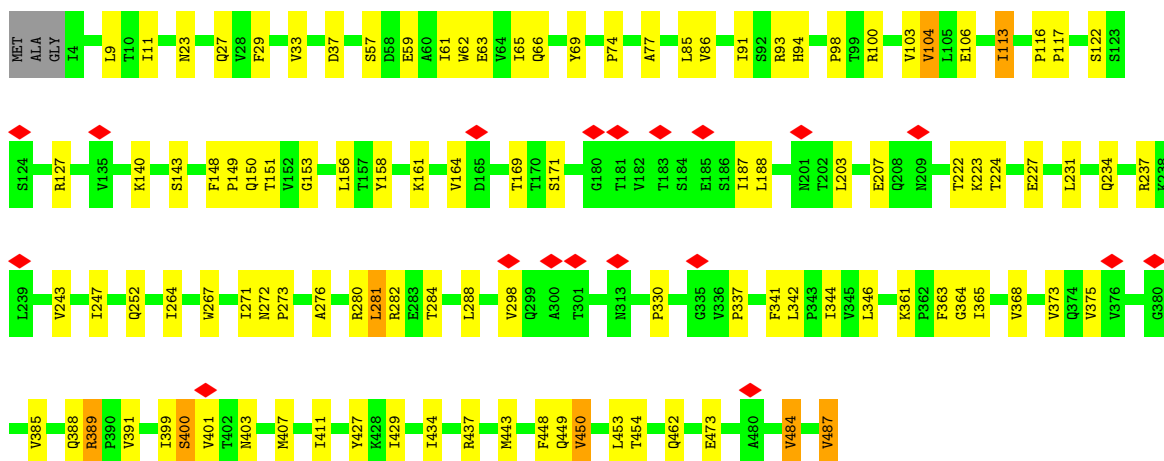 MET ALA GLY I4 L9 T10 I11 N23 Q27 V28 F29 V33 D37 S57 D58 E59 A60 I61 W62 E63 V64 I65 Q66 Y69 P74 A77 L85 V86 I91 S92 R93 H94 P98 T99 R100 V103 V104 L105 E106 I113 P116 P117 S122 S123
S124 R127 V135 K140 S143 F148 P149 Q150 T151 V152 G153 L156 T157 Y158 K161 V164 D165 T169 T170 S171 G180 T181 V182 T183 S184 E185 S186 I187 L188 N201 T202 L203 E207 Q208 N209 T222 K223 T224 E227 L231 Q234 R237 K238
L239 V243 I247 Q252 I264 W267 I271 N272 P273 A276 R280 L281 R282 E283 T284 L288 V298 Q299 A300 T301 N313 P330 G335 V336 P337 F341 L342 P343 I344 V345 L346 K361 P362 F363 G364 I365 V368 V373 Q374 V375 V376 G380
V385 Q388 R389 P390 V391 I399 S400 V401 T402 N403 M407 I411 Y427 K428 I429 I434 R437 M443 F448 Q449 V450 L453 T454 Q462 E473 A480 V484 V487